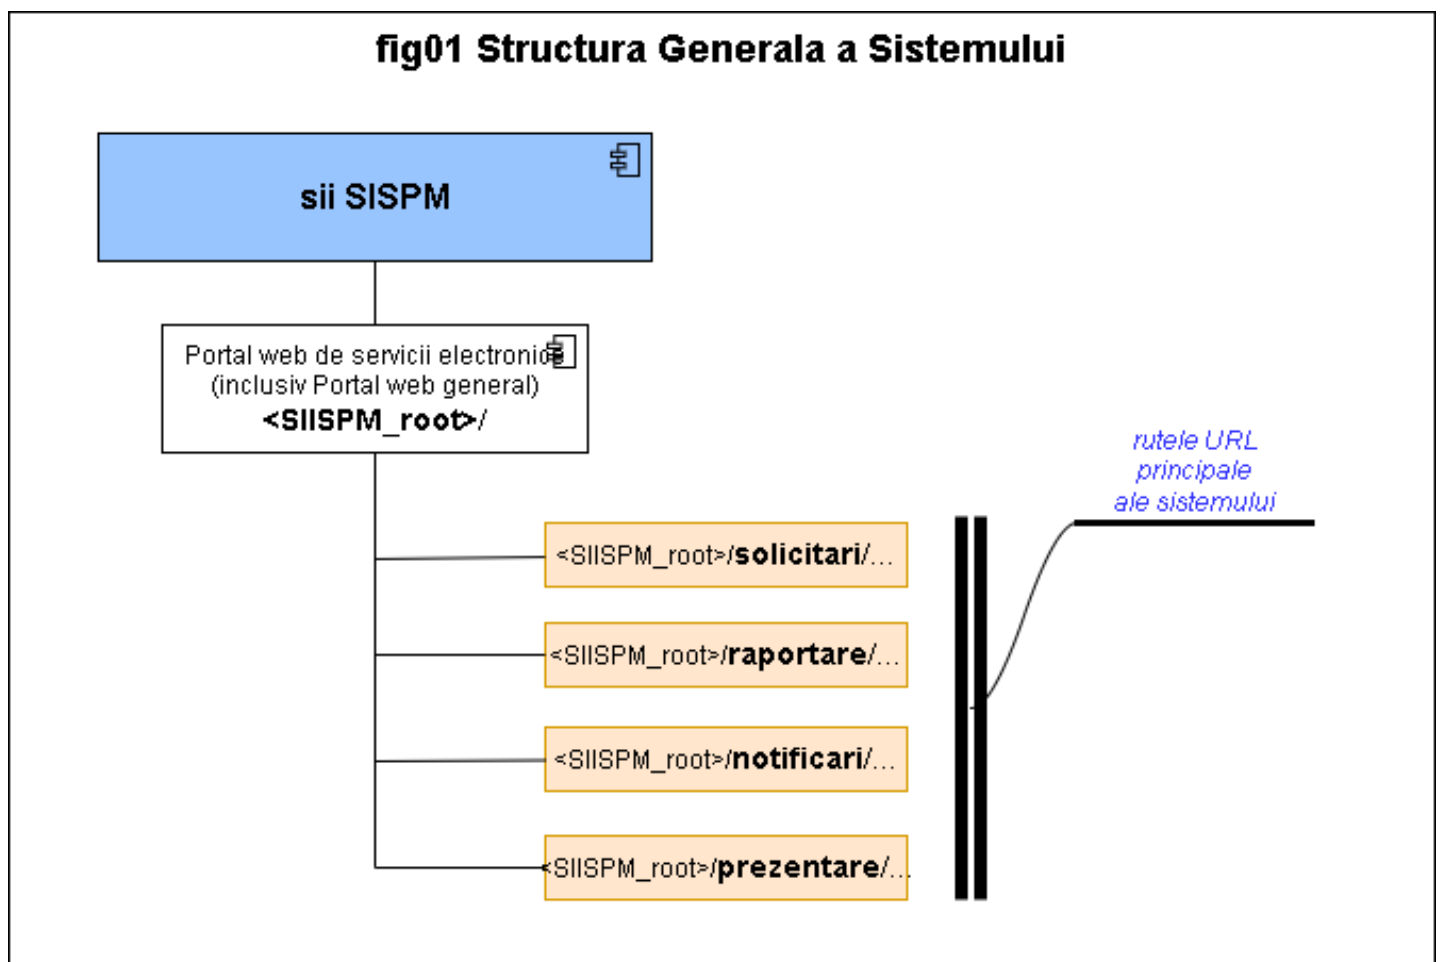 fig01 Structura Generala a Sistemului
sii SISPM
Portal web de servicii electronice
(inclusiv Portal web general)
<SIISPM_root>/
rutele URL
principale
ale sistemului
<SIISPM_root>/solicitari/...
<SIISPM_root>/raportare/...
<SIISPM_root>/notificari/...
<SIISPM_root>/prezentare/...